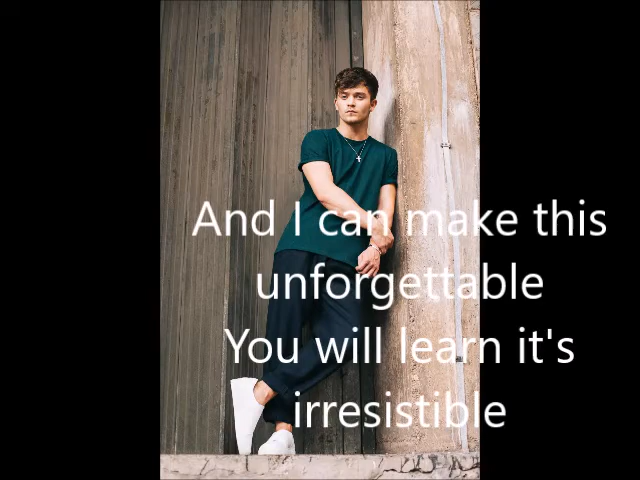 And I can make this
unforgettable
You will learn it's
irresistible